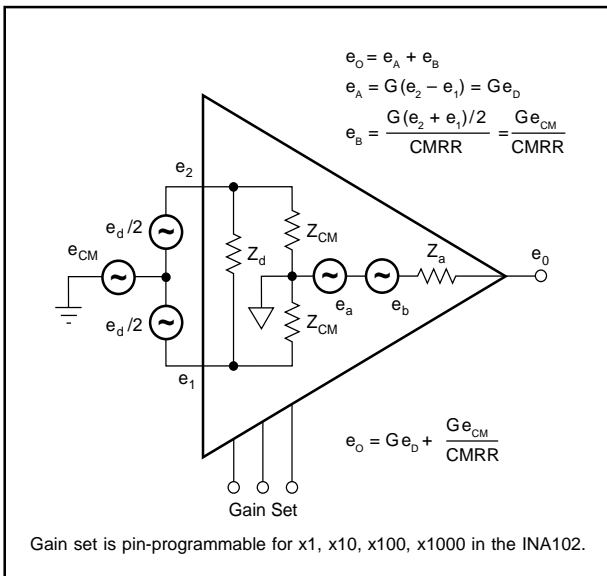 e_O = e_A + e_B
e_A = G(e_2 – e_1) = Ge_D
e_B = G(e_2 + e_1)/2 / CMRR = Ge_CM / CMRR
e_2
e_d/2
Z_CM
Z_d
Z_a
e_CM
e_0
e_a
e_b
e_d/2
Z_CM
e_1
e_O = Ge_D + Ge_CM / CMRR
Gain Set
Gain set is pin-programmable for x1, x10, x100, x1000 in the INA102.